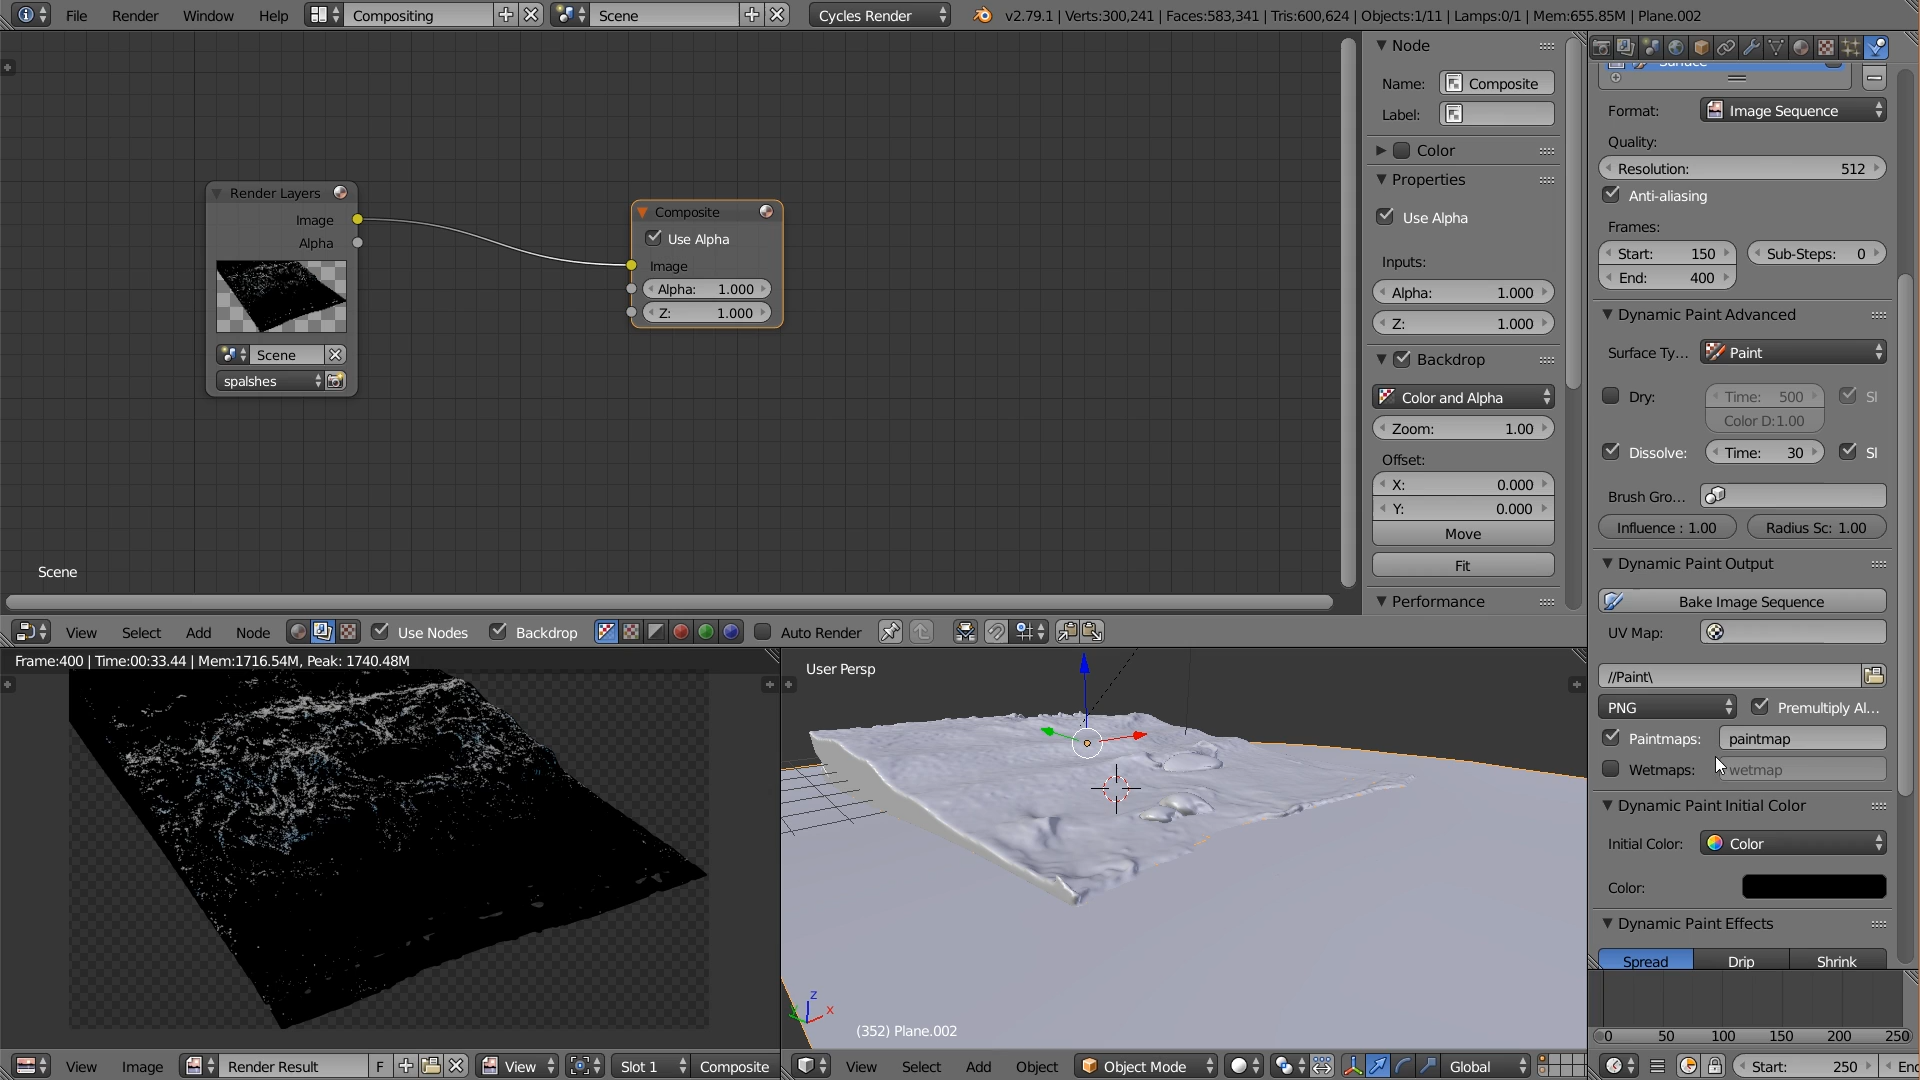 File Render Window Help Compositing Scene Cycles Render v2.79.1 | Verts:300,241 | Faces:583,341 | Tris:600,624 | Objects:1/11 | Lamps:0/1 | Mem:655.85M | Plane.002
Render Layers
Image
Alpha
Scene
spalshes
Composite
Use Alpha
Image
Alpha: 1.000
Z: 1.000
Scene
Node
Name: Composite
Label:
Color
Properties
Use Alpha
Inputs:
Alpha: 1.000
Z: 1.000
Backdrop
Color and Alpha
Zoom: 1.00
Offset:
X: 0.000
Y: 0.000
Move
Fit
Performance
View Select Add Node Use Nodes Backdrop Auto Render
Surface
Format: Image Sequence
Quality:
Resolution: 512
Anti-aliasing
Frames:
Start: 150 Sub-Steps: 0
End: 400
Dynamic Paint Advanced
Surface Ty... Paint
Dry: Time: 500 Sl
Color D:1.00
Dissolve: Time: 30 Sl
Brush Gro...
Influence : 1.00 Radius Sc: 1.00
Dynamic Paint Output
Bake Image Sequence
UV Map:
//Paint\
PNG Premultiply Al...
Paintmaps: paintmap
Wetmaps: wetmap
Dynamic Paint Initial Color
Initial Color: Color
Color:
Dynamic Paint Effects
Spread Drip Shrink
0 50 100 150 200 250
Start: 250 End
Frame:400 | Time:00:33.44 | Mem:1716.54M, Peak: 1740.48M
View Image Render Result F View Slot 1 Composite
User Persp
z
x
(352) Plane.002
View Select Add Object Object Mode Global